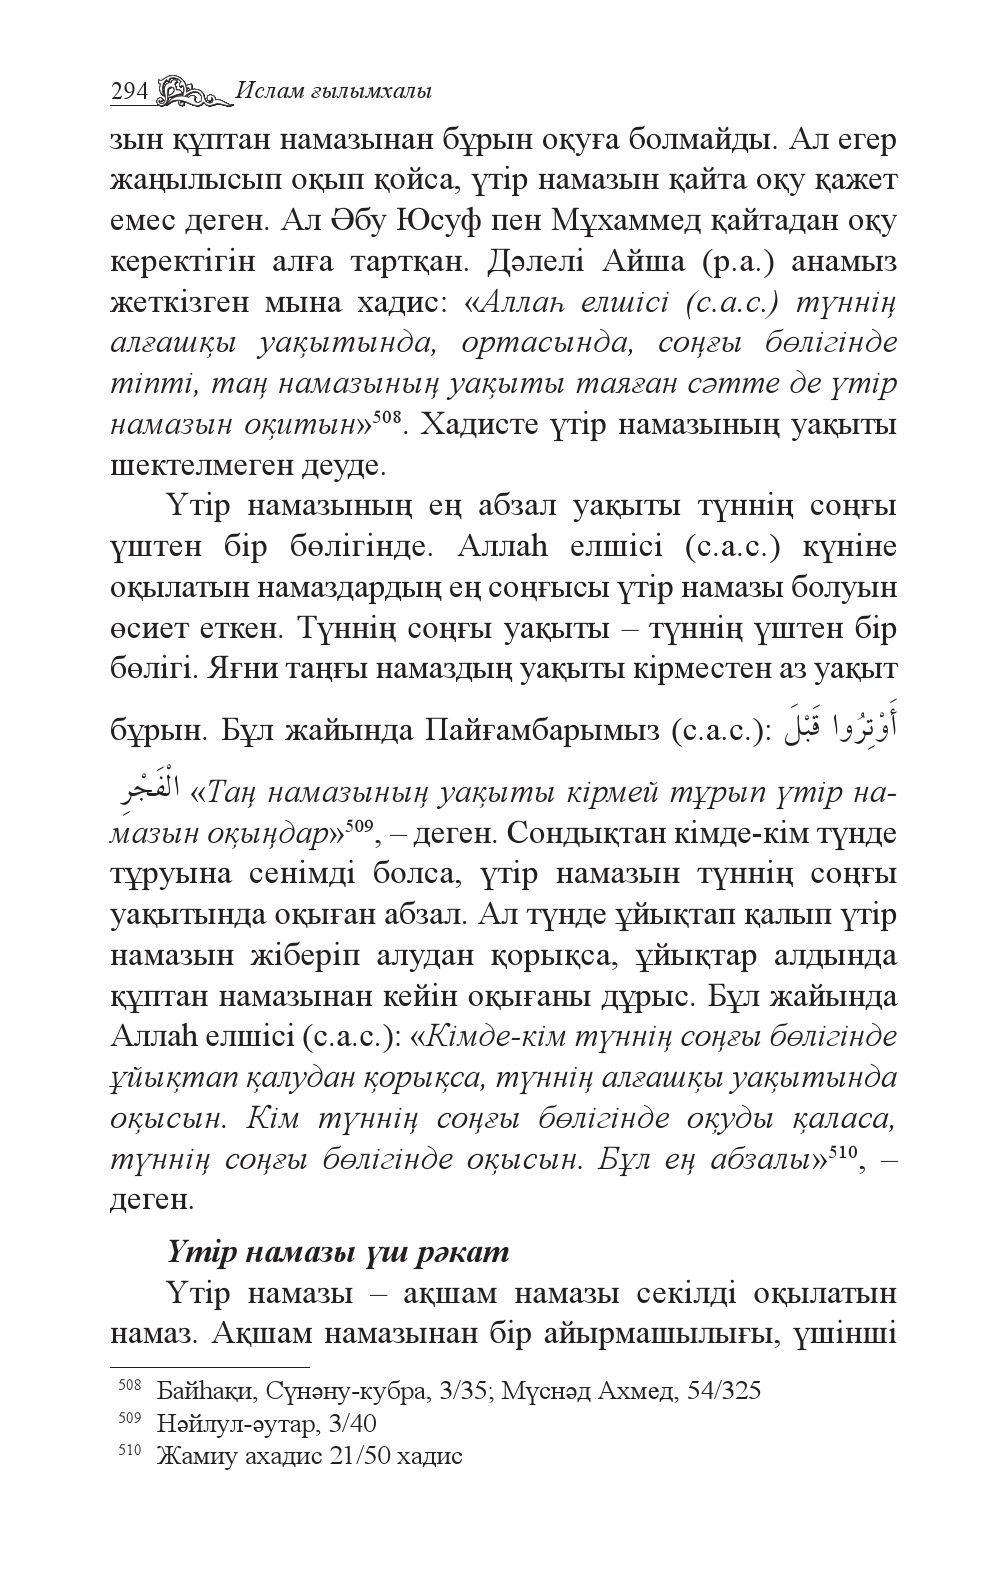 294 Ислам ғылымхалы
зын құптан намазынан бұрын оқуға болмайды. Ал егер
жаңылысып оқып қойса, үтір намазын қайта оқу қажет
емес деген. Ал Әбу Юсуф пен Мұхаммед қайтадан оқу
керектігін алға тартқан. Дәлелі Айша (р.а.) анамыз
жеткізген мына хадис: «Аллаһ елшісі (с.а.с.) түннің
алғашқы уақытында, ортасында, соңғы бөлігінде
тіпті, таң намазының уақыты таяған сәтте де үтір
намазын оқитын»508. Хадисте үтір намазының уақыты
шектелмеген деуде.
Үтір намазының ең абзал уақыты түннің соңғы
үштен бір бөлігінде. Аллаһ елшісі (с.а.с.) күніне
оқылатын намаздардың ең соңғысы үтір намазы болуын
өсиет еткен. Түннің соңғы уақыты – түннің үштен бір
бөлігі. Яғни таңғы намаздың уақыты кірместен аз уақыт
бұрын. Бұл жайында Пайғамбарымыз (с.а.с.): أَوْتِرُوا قَبْلَ
الْفَجْرِ «Таң намазының уақыты кірмей тұрып үтір на-
мазын оқыңдар»509, – деген. Сондықтан кімде-кім түнде
тұруына сенімді болса, үтір намазын түннің соңғы
уақытында оқыған абзал. Ал түнде ұйықтап қалып үтір
намазын жіберіп алудан қорықса, ұйықтар алдында
құптан намазынан кейін оқығаны дұрыс. Бұл жайында
Аллаһ елшісі (с.а.с.): «Кімде-кім түннің соңғы бөлігінде
ұйықтап қалудан қорықса, түннің алғашқы уақытында
оқысын. Кім түннің соңғы бөлігінде оқуды қаласа,
түннің соңғы бөлігінде оқысын. Бұл ең абзалы»510, –
деген.
Үтір намазы үш рәкат
Үтір намазы – ақшам намазы секілді оқылатын
намаз. Ақшам намазынан бір айырмашылығы, үшінші
508 Байһақи, Сүнәну-кубра, 3/35; Мүснәд Ахмед, 54/325
509 Нәйлул-әутар, 3/40
510 Жамиу ахадис 21/50 хадис